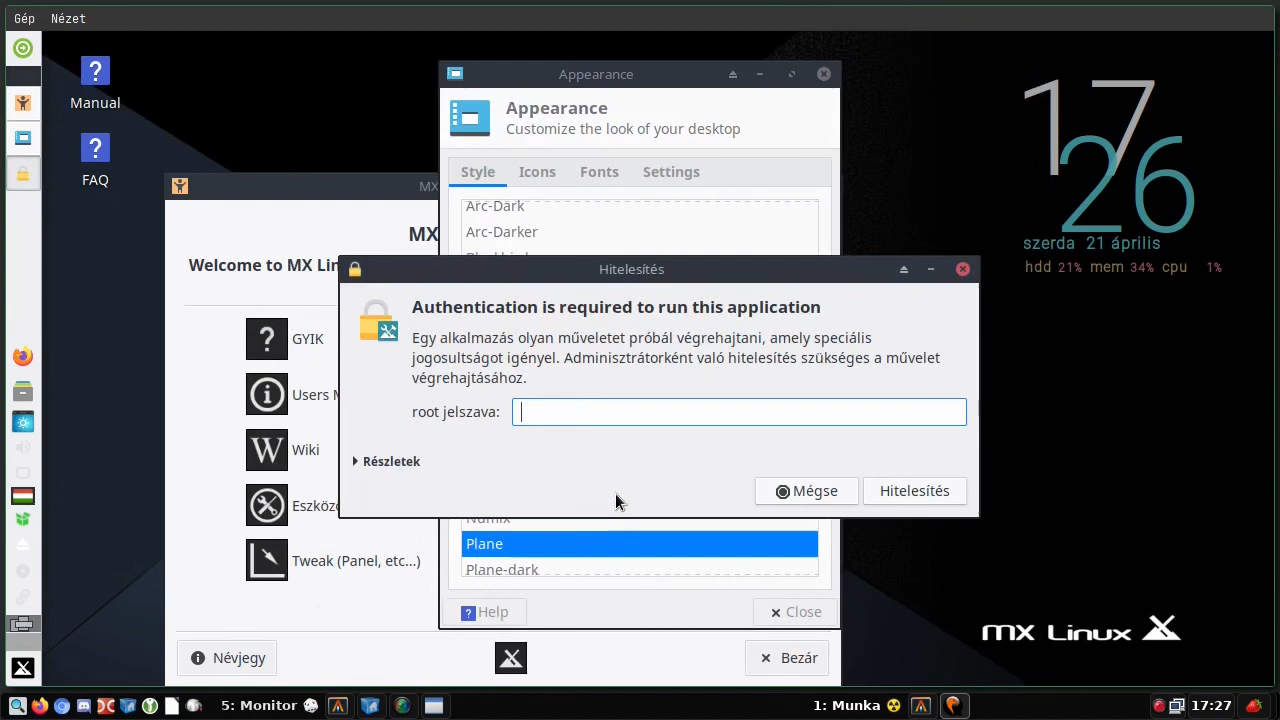 Gép Nézet
Manual
FAQ
Appearance
Appearance
Customize the look of your desktop
Style Icons Fonts Settings
Arc-Dark
Arc-Darker
17
26
szerda 21 április
hdd 21% mem 34% cpu 1%
MX
MX
Welcome to MX Lin
GYIK
Users M
Wiki
Eszköz
Tweak (Panel, etc...)
Hitelesítés
Authentication is required to run this application
Egy alkalmazás olyan műveletet próbál végrehajtani, amely speciális
jogosultságot igényel. Adminisztrátorként való hitelesítés szükséges a művelet
végrehajtásához.
root jelszava:
Részletek
Mégse Hitelesítés
Numix
Plane
Plane-dark
Help Close
Névjegy Bezár
MX Linux
5: Monitor 1: Munka 17:27